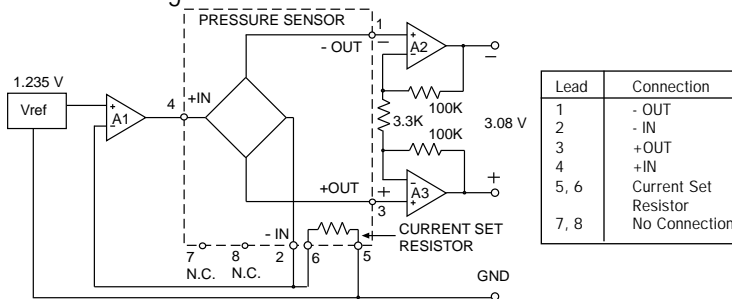 PRESSURE SENSOR
1
- OUT
−
+
−
A2
−
1.235 V
Vref
+
−
A1
4
+IN
100K
3.3K
100K
3.08 V
+OUT
+
3
−
+
A3
+
- IN
CURRENT SET
RESISTOR
7
8
2
6
5
N.C.
N.C.
GND
Lead Connection
1 - OUT
2 - IN
3 +OUT
4 +IN
5, 6 Current Set
Resistor
7, 8 No Connection